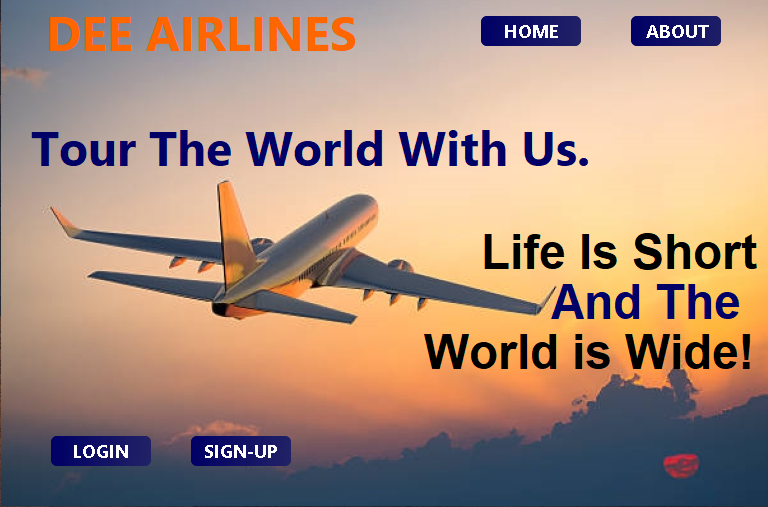 DEE AIRLINES
HOME
ABOUT
Tour The World With Us.
Life Is Short
And The
World is Wide!
LOGIN
SIGN-UP